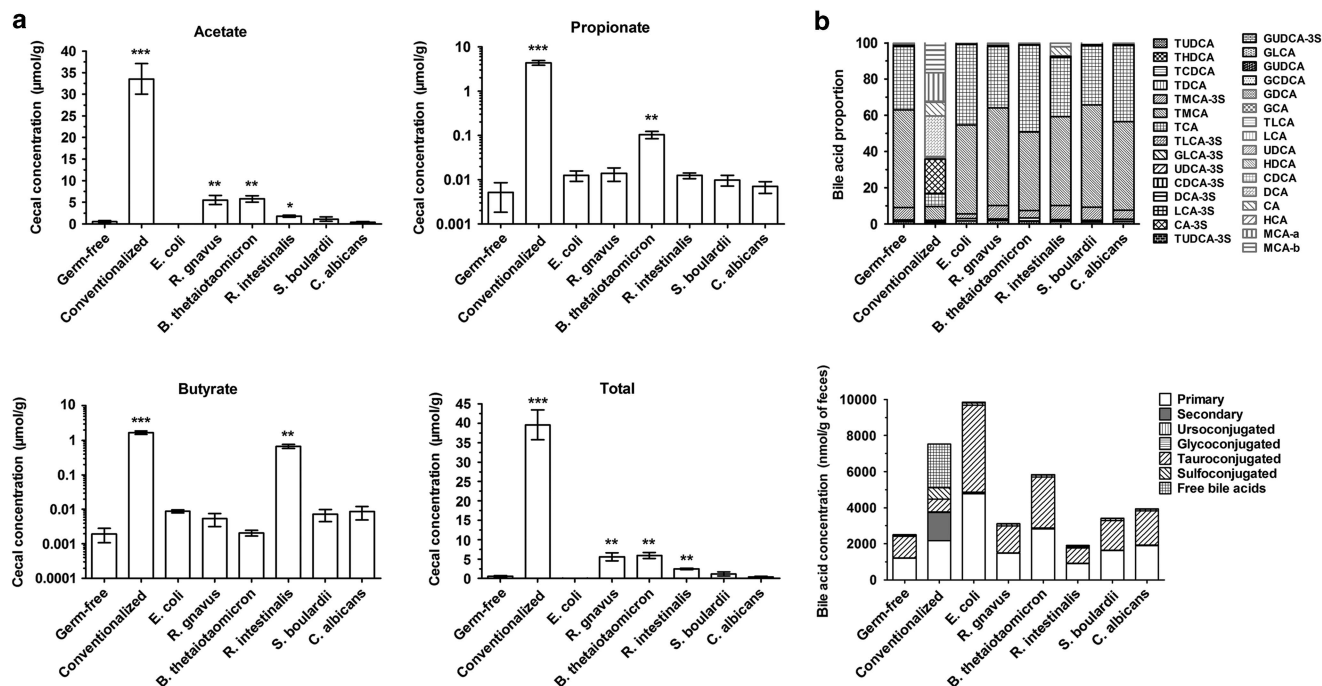 a
Acetate
Cecal concentration (µmol/g)
40
35
30
25
20
15
10
5
0
Germ-free
Conventionalized
E. coli
R. gnavus
B. thetaiotaomicron
R. intestinalis
S. boulardii
C. albicans
***
**
**
*
Propionate
Cecal concentration (µmol/g)
10
1
0.1
0.01
0.001
Germ-free
Conventionalized
E. coli
R. gnavus
B. thetaiotaomicron
R. intestinalis
S. boulardii
C. albicans
***
**
b
Bile acid proportion
100
80
60
40
20
0
Germ-free
Conventionalized
E. coli
R. gnavus
B. thetaiotaomicron
R. intestinalis
S. boulardii
C. albicans
TUDCA
THDCA
TCDCA
TDCA
TMCA-3S
TMCA
TCA
TLCA-3S
GLCA-3S
UDCA-3S
CDCA-3S
DCA-3S
LCA-3S
CA-3S
TUDCA-3S
GUDCA-3S
GLCA
GUDCA
GCDCA
GDCA
GCA
TLCA
LCA
UDCA
HDCA
CDCA
DCA
CA
HCA
MCA-a
MCA-b
Butyrate
Cecal concentration (µmol/g)
10
1
0.1
0.01
0.001
0.0001
Germ-free
Conventionalized
E. coli
R. gnavus
B. thetaiotaomicron
R. intestinalis
S. boulardii
C. albicans
***
**
Total
Cecal concentration (µmol/g)
45
40
35
30
25
20
15
10
5
0
Germ-free
Conventionalized
E. coli
R. gnavus
B. thetaiotaomicron
R. intestinalis
S. boulardii
C. albicans
***
**
**
**
Bile acid concentration (nmol/g of feces)
10000
8000
6000
4000
2000
0
Germ-free
Conventionalized
E. coli
R. gnavus
B. thetaiotaomicron
R. intestinalis
S. boulardii
C. albicans
Primary
Secondary
Ursoconjugated
Glycoconjugated
Tauroconjugated
Sulfoconjugated
Free bile acids